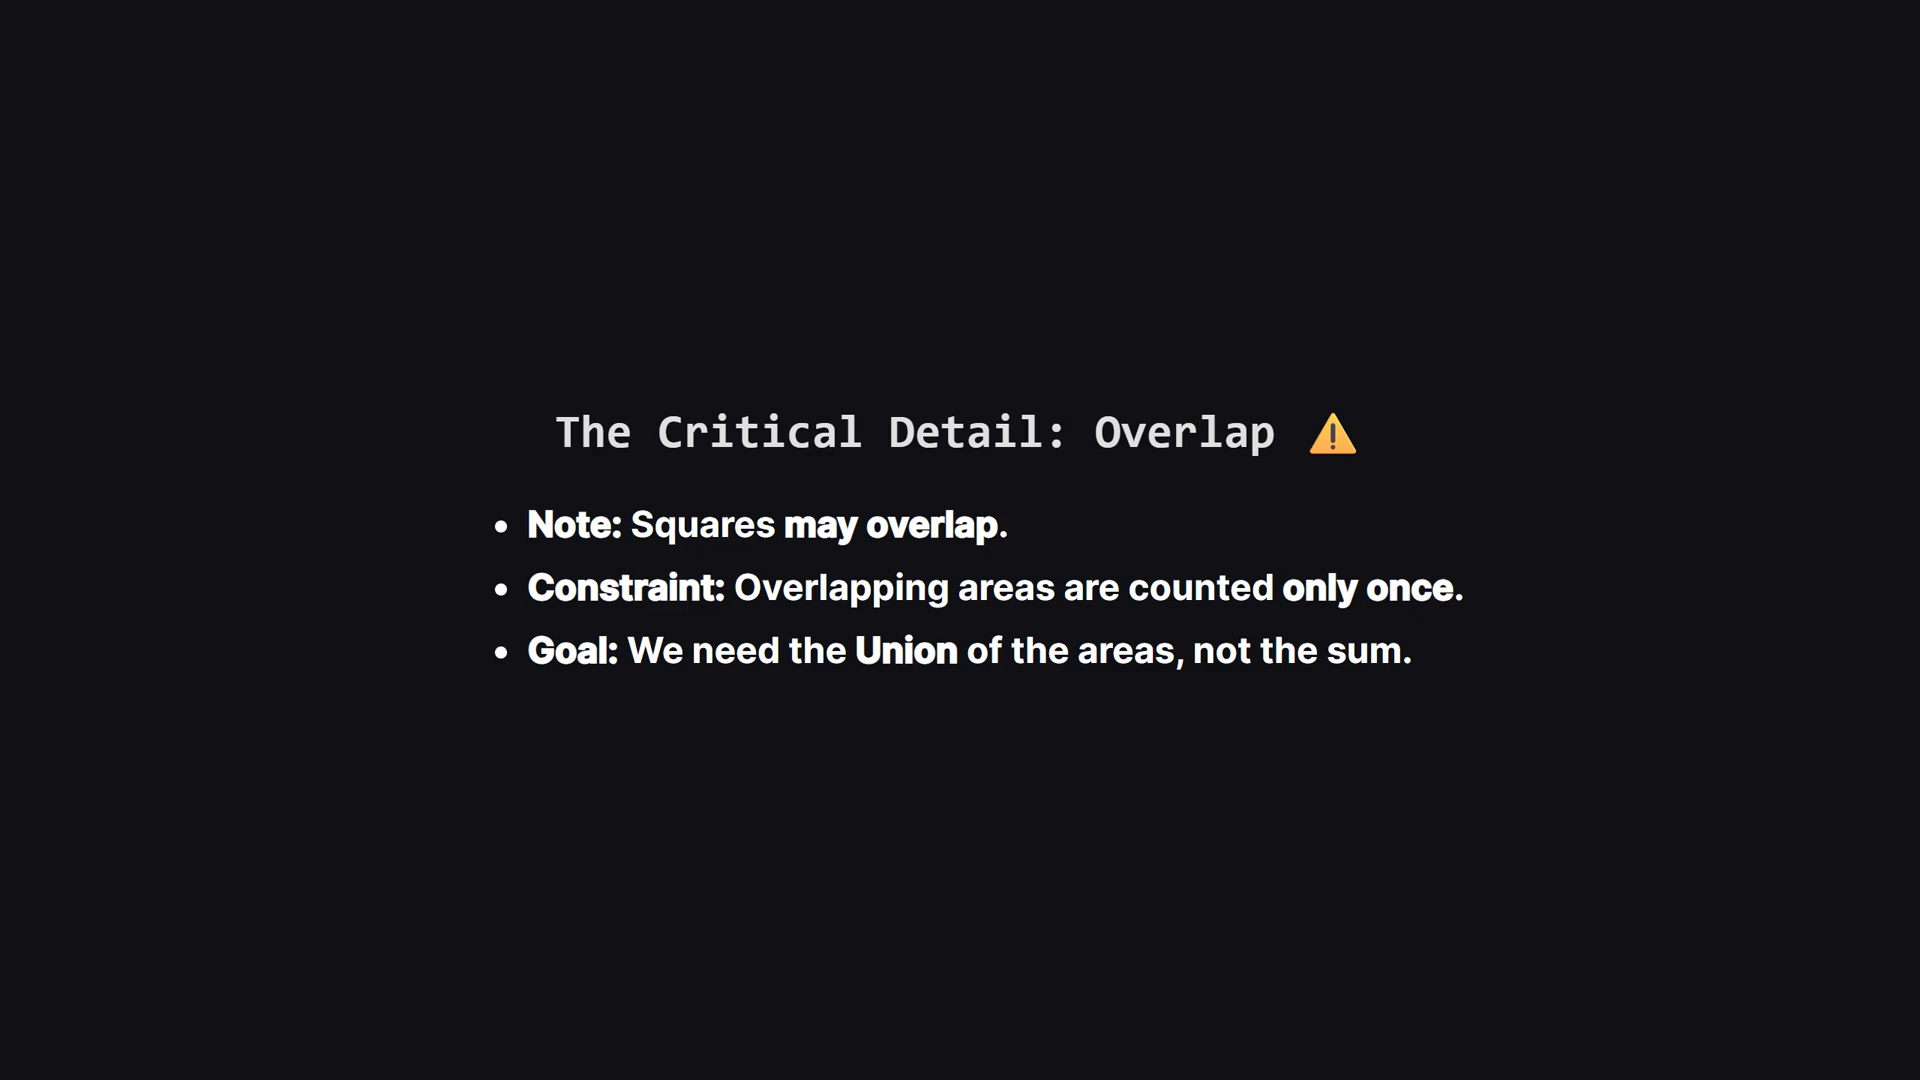 The Critical Detail: Overlap ⚠️
• Note: Squares may overlap.
• Constraint: Overlapping areas are counted only once.
• Goal: We need the Union of the areas, not the sum.